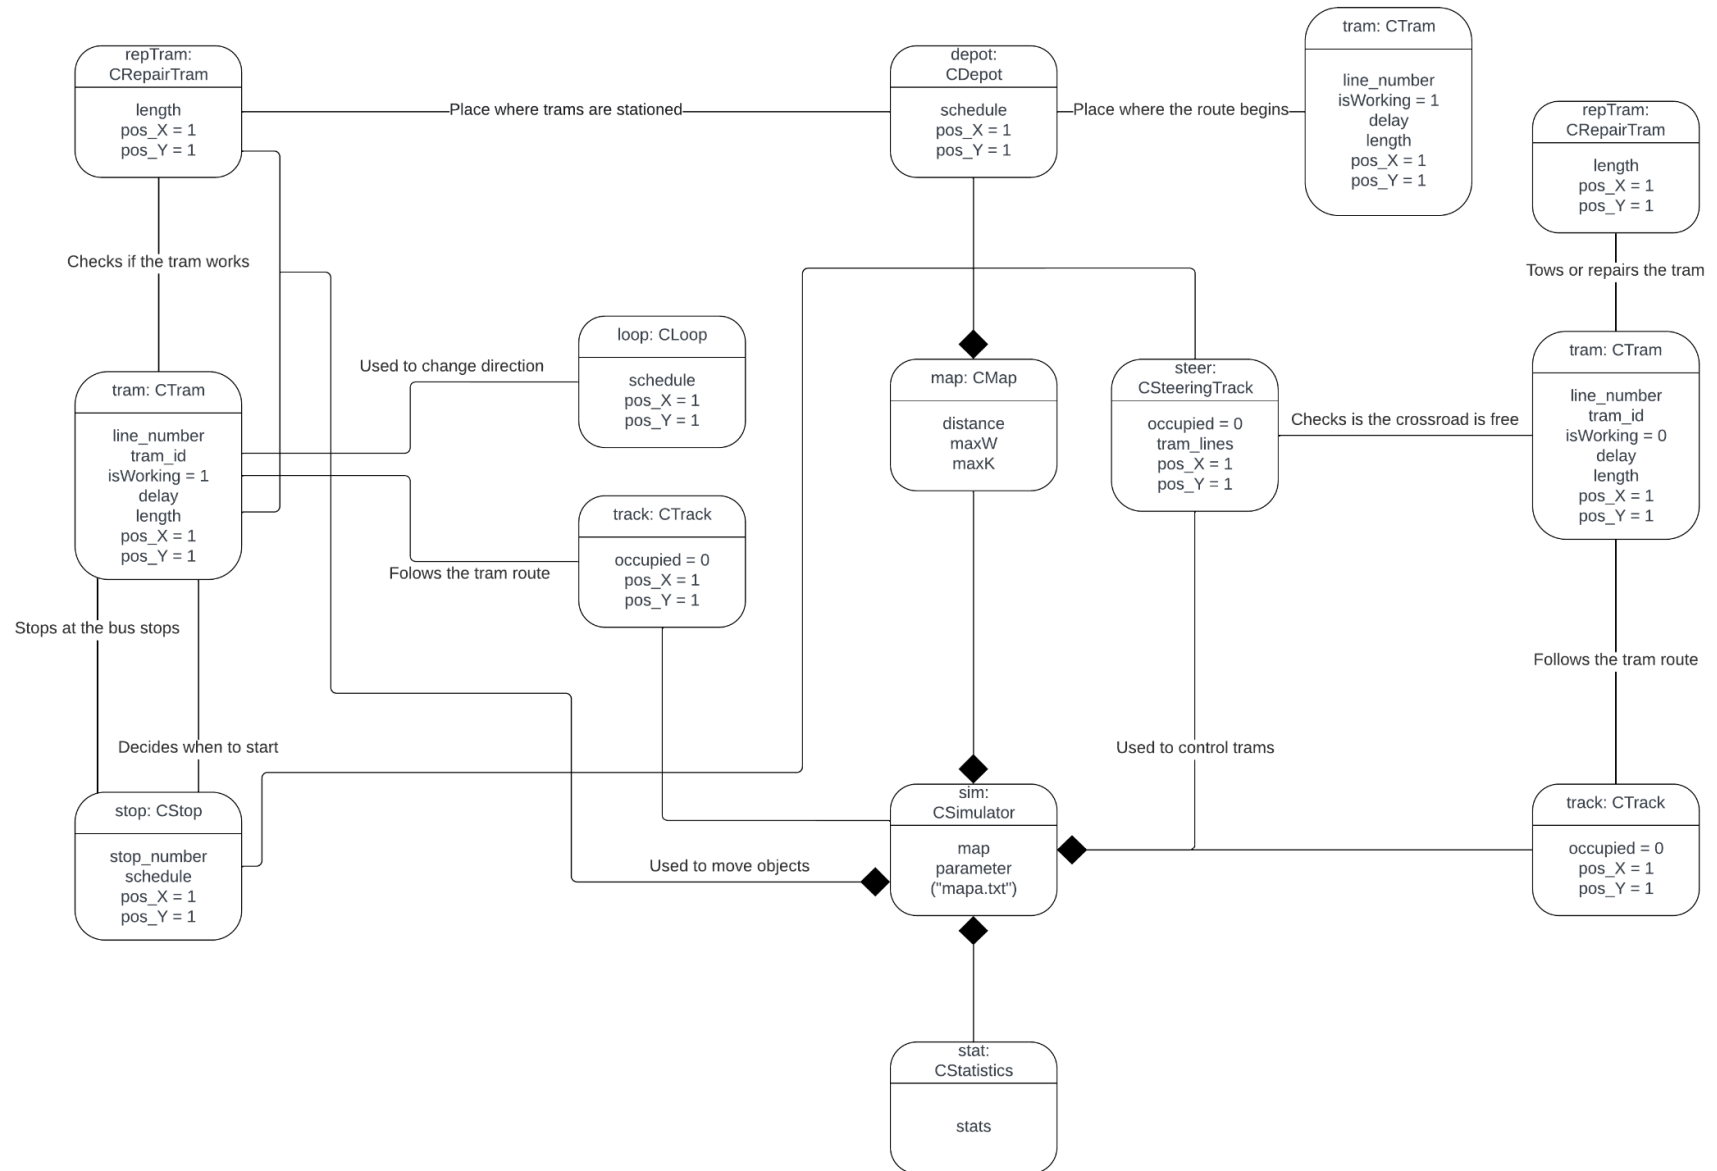 tram: CTram
line_number
isWorking = 1
delay
length
pos_X = 1
pos_Y = 1
repTram:
CRepairTram
length
pos_X = 1
pos_Y = 1
Place where trams are stationed
depot:
CDepot
schedule
pos_X = 1
pos_Y = 1
Place where the route begins
repTram:
CRepairTram
length
pos_X = 1
pos_Y = 1
Checks if the tram works
Tows or repairs the tram
loop: CLoop
schedule
pos_X = 1
pos_Y = 1
Used to change direction
tram: CTram
line_number
tram_id
isWorking = 1
delay
length
pos_X = 1
pos_Y = 1
map: CMap
distance
maxW
maxK
steer:
CSteeringTrack
occupied = 0
tram_lines
pos_X = 1
pos_Y = 1
Checks is the crossroad is free
tram: CTram
line_number
tram_id
isWorking = 0
delay
length
pos_X = 1
pos_Y = 1
track: CTrack
occupied = 0
pos_X = 1
pos_Y = 1
Folows the tram route
Stops at the bus stops
Follows the tram route
Decides when to start
Used to control trams
stop: CStop
stop_number
schedule
pos_X = 1
pos_Y = 1
Used to move objects
sim:
CSimulator
map
parameter
("mapa.txt")
track: CTrack
occupied = 0
pos_X = 1
pos_Y = 1
stat:
CStatistics
stats